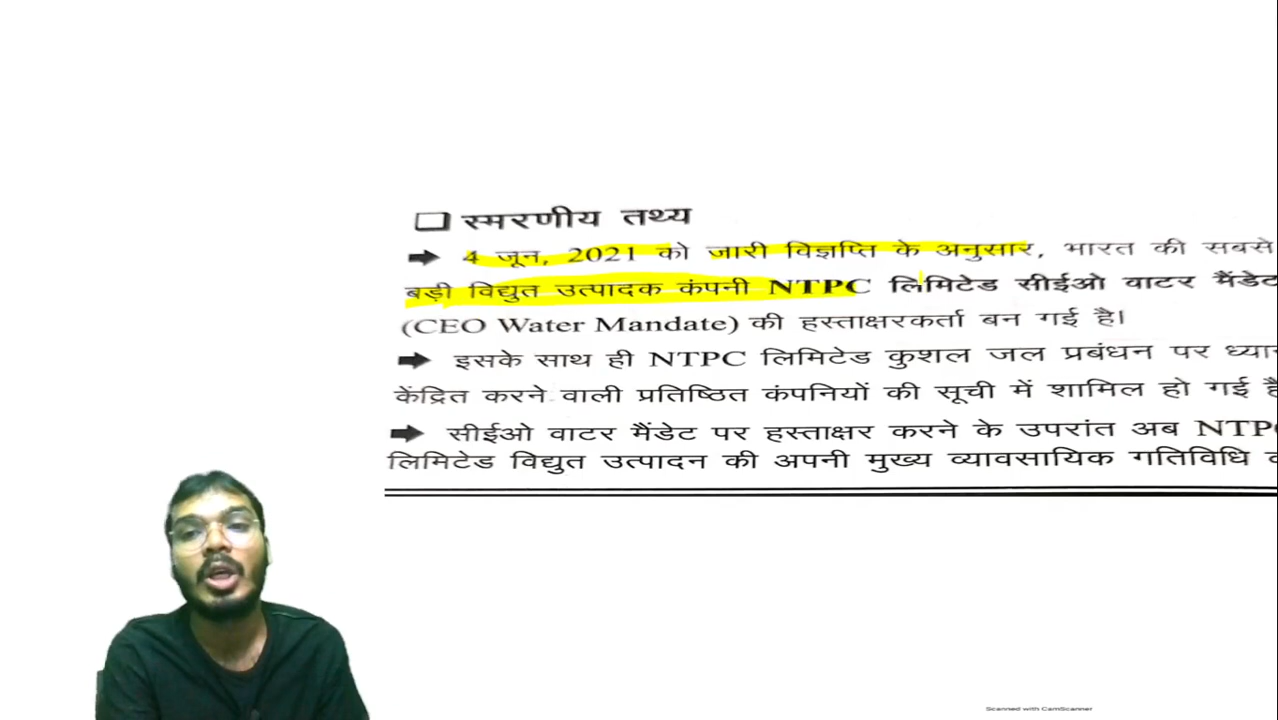 स्मरणीय तथ्य
4 जून, 2021 को जारी विज्ञप्ति के अनुसार, भारत की सबसे
बड़ी विद्युत उत्पादक कंपनी NTPC लिमिटेड सीईओ वाटर मैंडेट
(CEO Water Mandate) की हस्ताक्षरकर्ता बन गई है।
इसके साथ ही NTPC लिमिटेड कुशल जल प्रबंधन पर
केंद्रित करने वाली प्रतिष्ठित कंपनियों की सूची में शामिल हो गई
सीईओ वाटर मैंडेट पर हस्ताक्षर करने के उपरांत अब
लिमिटेड विद्युत उत्पादन की अपनी मुख्य व्यावसायिक गतिविधि
Scanned with CamScanner